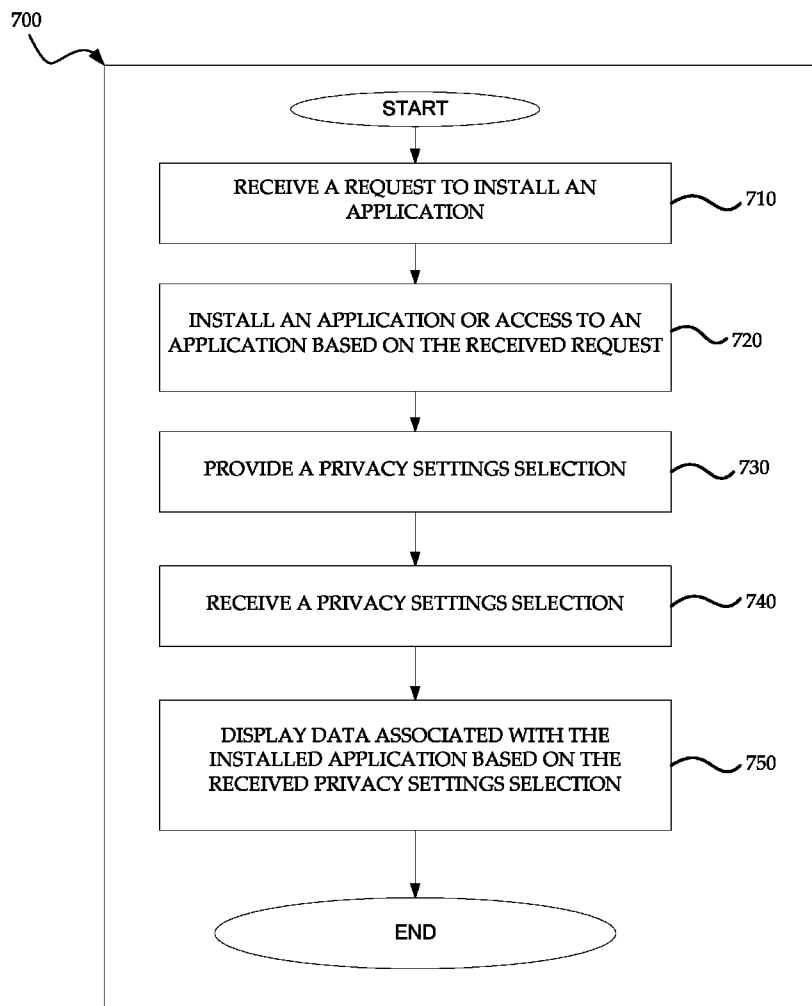 700
START
RECEIVE A REQUEST TO INSTALL AN
APPLICATION
710
INSTALL AN APPLICATION OR ACCESS TO AN
APPLICATION BASED ON THE RECEIVED REQUEST
720
PROVIDE A PRIVACY SETTINGS SELECTION
730
RECEIVE A PRIVACY SETTINGS SELECTION
740
DISPLAY DATA ASSOCIATED WITH THE
INSTALLED APPLICATION BASED ON THE
RECEIVED PRIVACY SETTINGS SELECTION
750
END